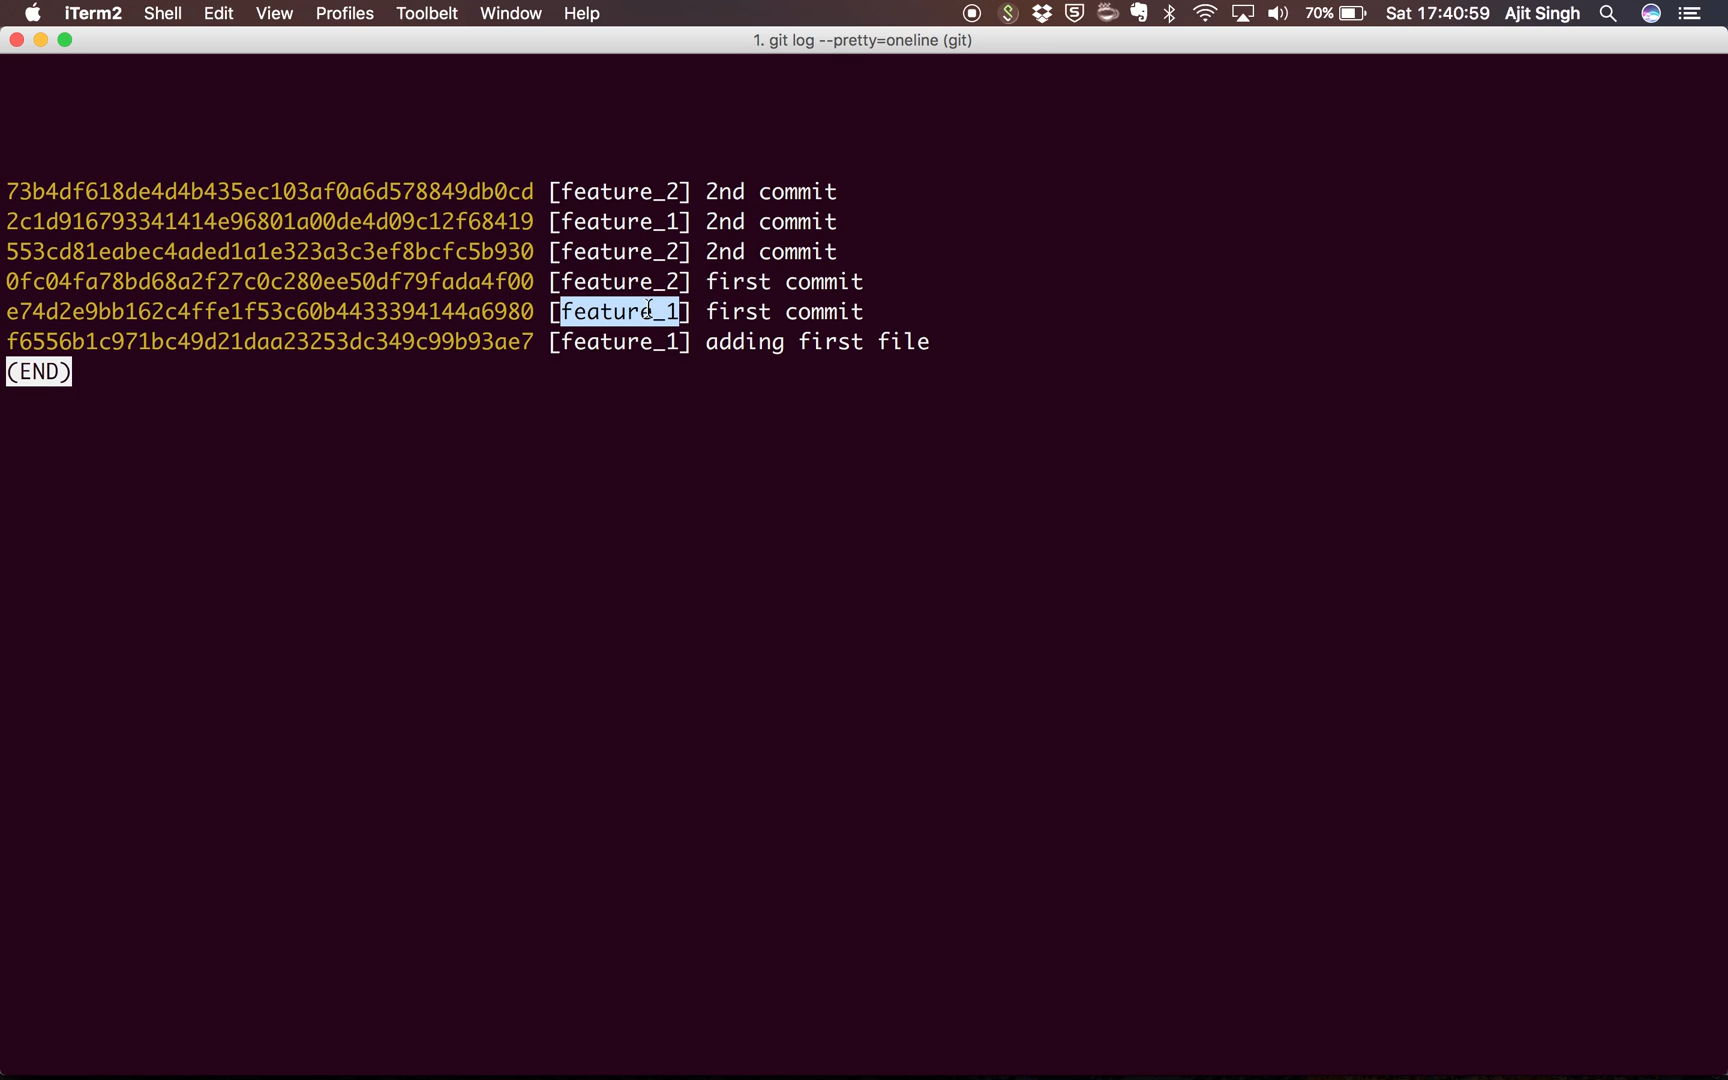 iTerm2 Shell Edit View Profiles Toolbelt Window Help 70% Sat 17:40:59 Ajit Singh
1. git log --pretty=oneline (git)
73b4df618de4d4b435ec103af0a6d578849db0cd [feature_2] 2nd commit
2c1d916793341414e96801a00de4d09c12f68419 [feature_1] 2nd commit
553cd81eabec4aded1a1e323a3c3ef8bcfc5b930 [feature_2] 2nd commit
0fc04fa78bd68a2f27c0c280ee50df79fada4f00 [feature_2] first commit
e74d2e9bb162c4ffe1f53c60b4433394144a6980 [feature_1] first commit
f6556b1c971bc49d21daa23253dc349c99b93ae7 [feature_1] adding first file
(END)